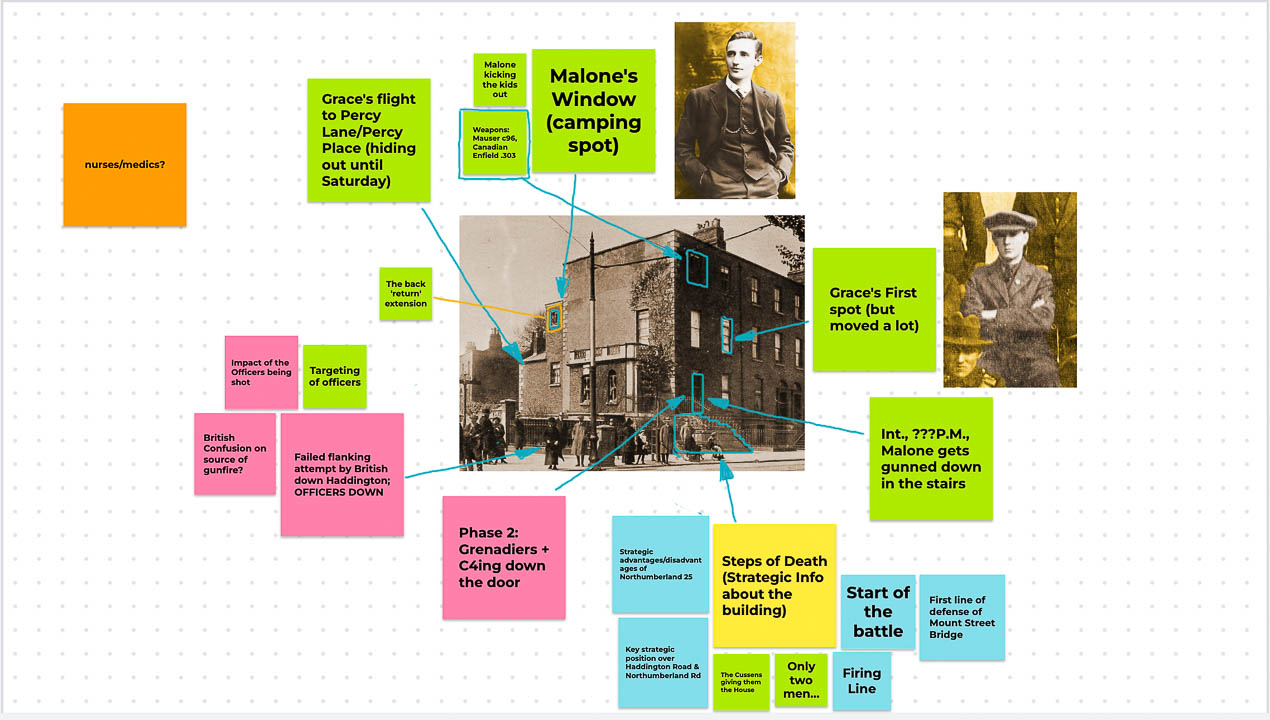 nurses/medics?
Grace's flight
to Percy
Lane/Percy
Place (hiding
out until
Saturday)
Malone
kicking
the kids
out
Weapons:
Mauser c96,
Canadian
Enfield .303
Malone's
Window
(camping
spot)
The back
'return'
extension
Grace's First
spot (but
moved a lot)
Impact of the
Officers being
shot
Targeting
of officers
British
Confusion on
source of
gunfire?
Failed flanking
attempt by British
down Haddington;
OFFICERS DOWN
Int., ???P.M.,
Malone gets
gunned down
in the stairs
Phase 2:
Grenadiers +
C4ing down
the door
Strategic
advantages/disadvant
ages of
Northumberland 25
Steps of Death
(Strategic Info
about the
building)
Start of
the
battle
First line of
defense of
Mount Street
Bridge
Key strategic
position over
Haddington Road &
Northumberland Rd
The Cussens
giving them
the House
Only
two
men...
Firing
Line